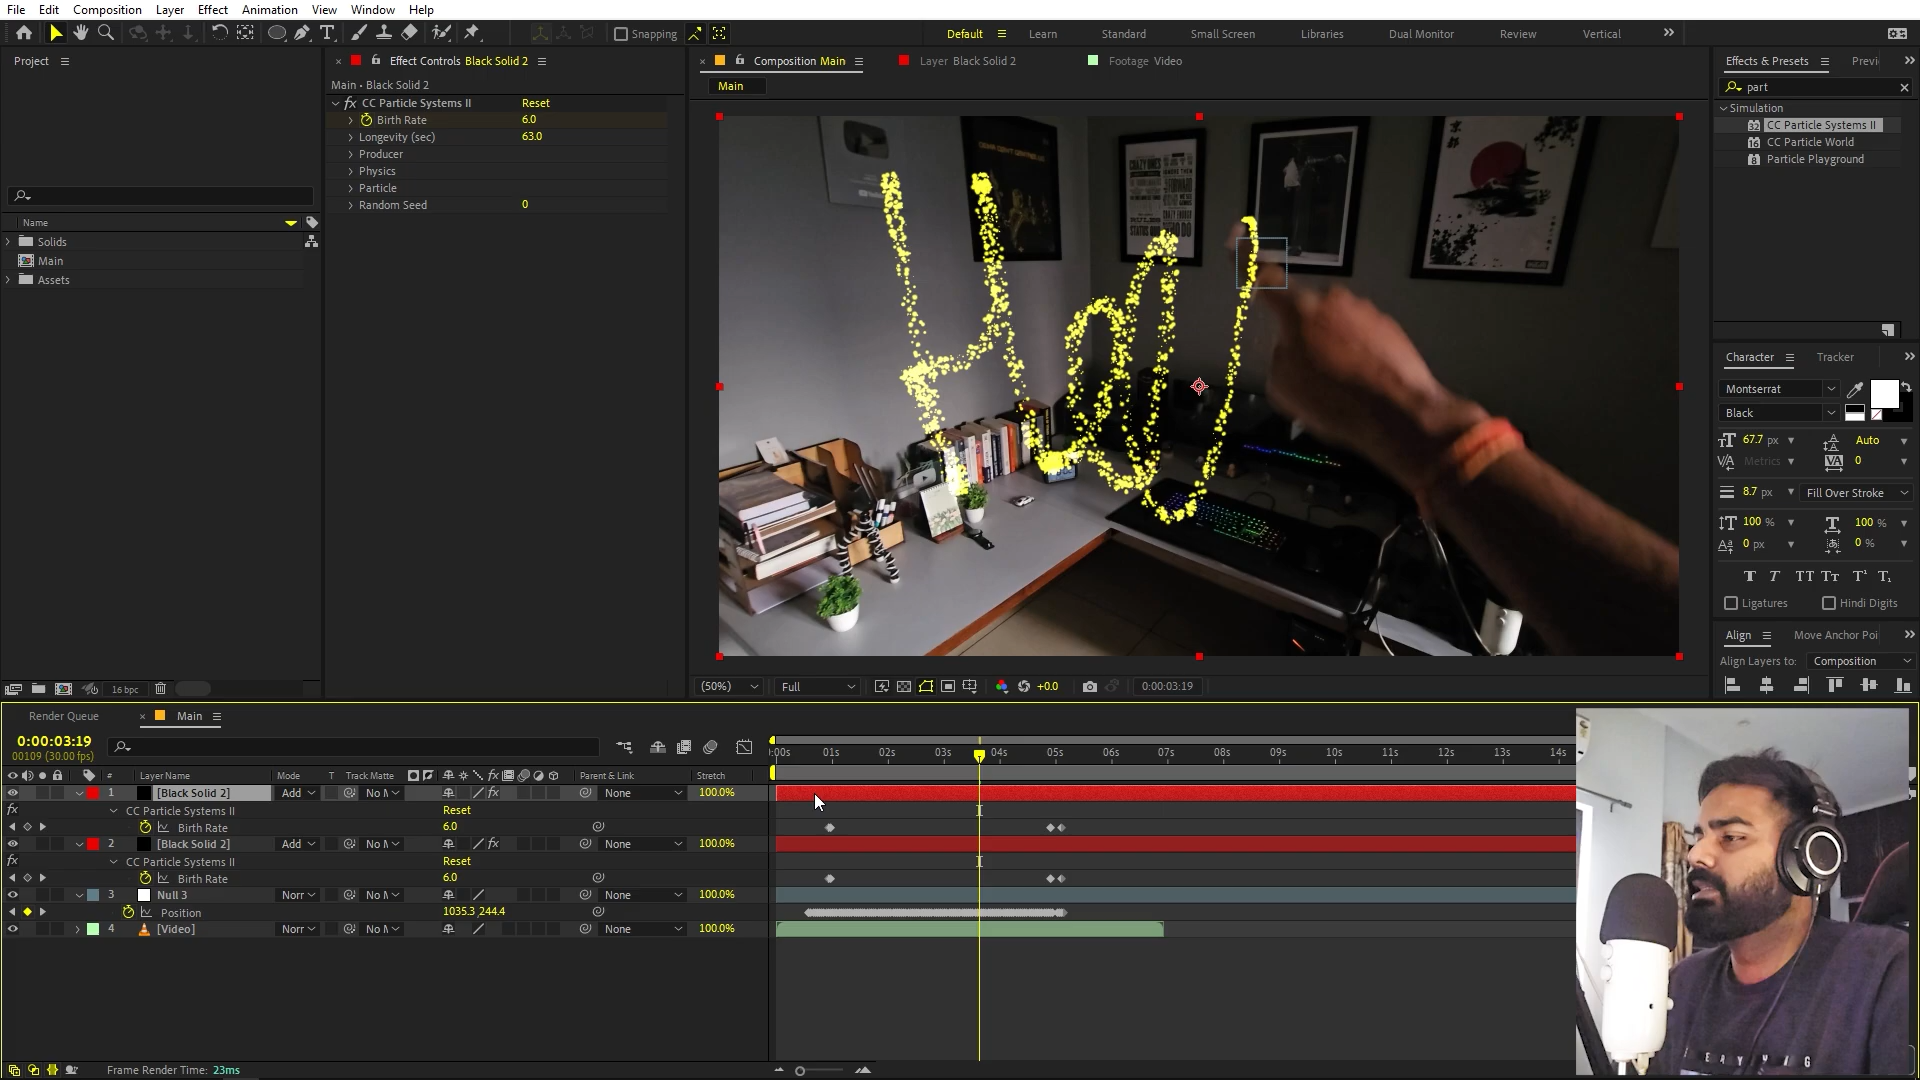 File Edit Composition Layer Effect Animation View Window Help
Snapping
Default Learn Standard Small Screen Libraries Dual Monitor Review Vertical
Project
Effect Controls Black Solid 2
Composition Main
Layer Black Solid 2
Footage Video
Effects & Presets
Previ
Main • Black Solid 2
Main
part
CC Particle Systems II Reset
Birth Rate 6.0
Longevity (sec) 63.0
Producer
Physics
Particle
Random Seed 0
Simulation
CC Particle Systems II
CC Particle World
Particle Playground
Name
Solids
Main
Assets
Character Tracker
Montserrat
Black
67.7 px Auto
Metrics 0
8.7 px Fill Over Stroke
100 % 100 %
0 px 0 %
Ligatures Hindi Digits
Align Move Anchor Poi
Align Layers to: Composition
16 bpc
(50%) Full +0.0 0:00:03:19
Render Queue Main
0:00:03:19
00109 (30.00 fps)
:00s 01s 02s 03s 04s 05s 06s 07s 08s 09s 10s 11s 12s 13s 14s
# Layer Name Mode T Track Matte Parent & Link Stretch
1 [Black Solid 2] Add No M None 100.0%
CC Particle Systems II Reset
Birth Rate 6.0
2 [Black Solid 2] Add No M None 100.0%
CC Particle Systems II Reset
Birth Rate 6.0
3 Null 3 Norr No M None 100.0%
Position 1035.3,244.4
4 [Video] Norr No M None 100.0%
Frame Render Time: 23ms